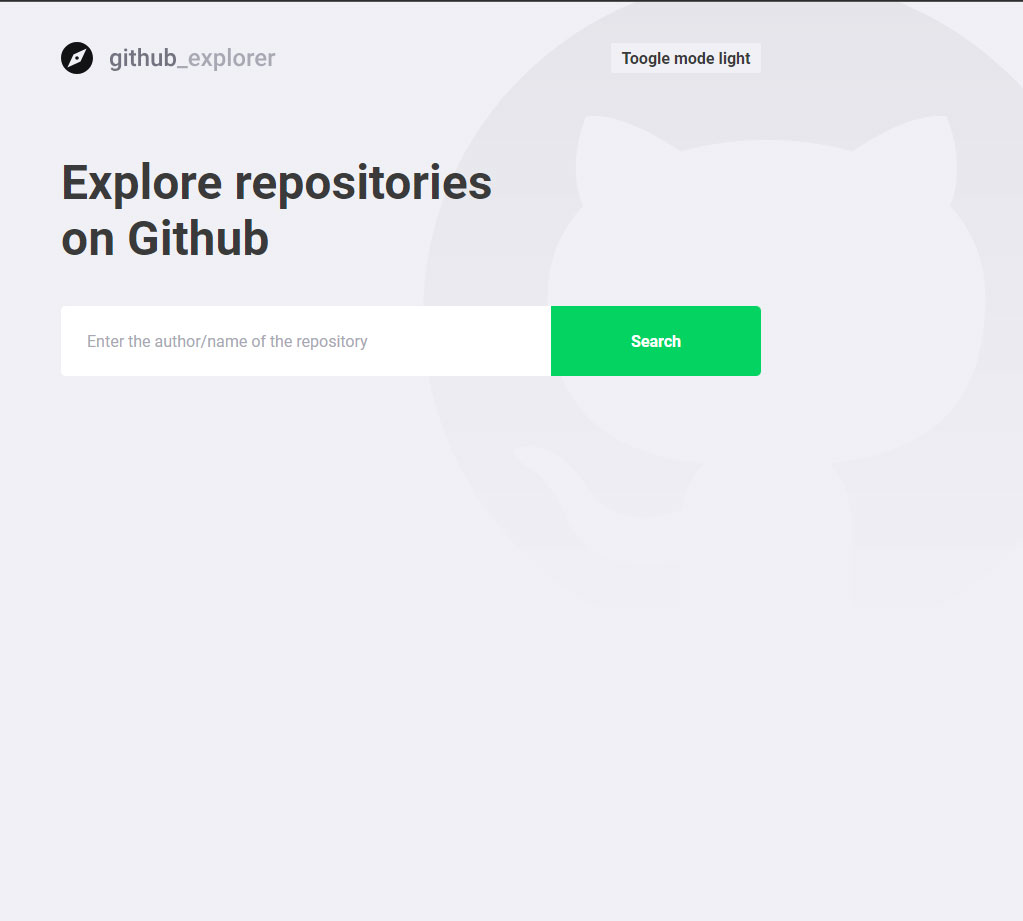 github_explorer
Toogle mode light
Explore repositories
on Github
Enter the author/name of the repository
Search